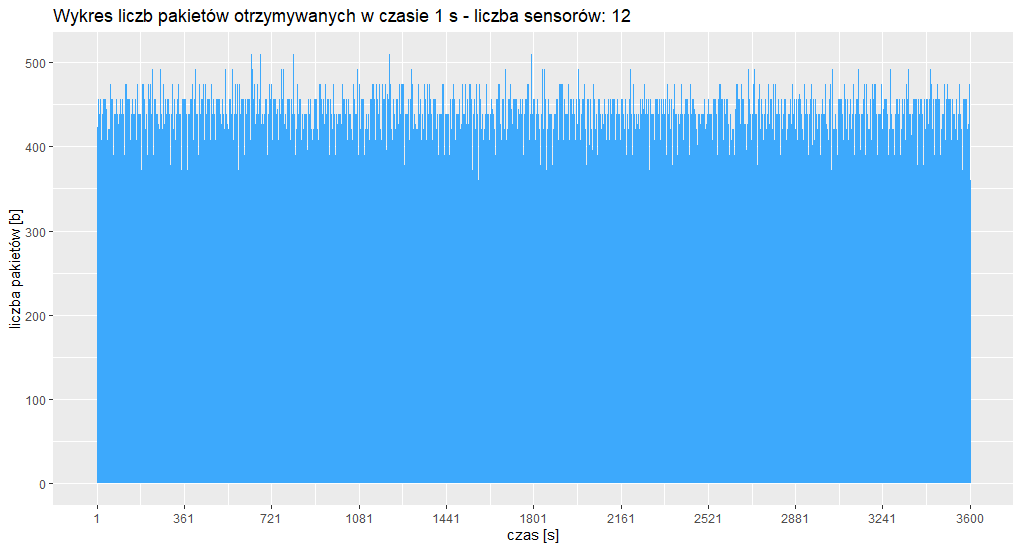 Wykres liczb pakietów otrzymywanych w czasie 1 s - liczba sensorów: 12
liczba pakietów [b]
500
400
300
200
100
0
1 361 721 1081 1441 1801 2161 2521 2881 3241 3600
czas [s]